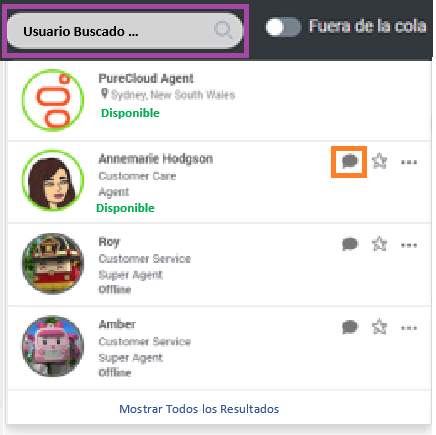 Usuario Buscado ...
Fuera de la cola
PureCloud Agent
Sydney, New South Wales
Disponible
Annemarie Hodgson
Customer Care
Agent
Disponible
Roy
Customer Service
Super Agent
Offline
Amber
Customer Service
Super Agent
Offline
Mostrar Todos los Resultados